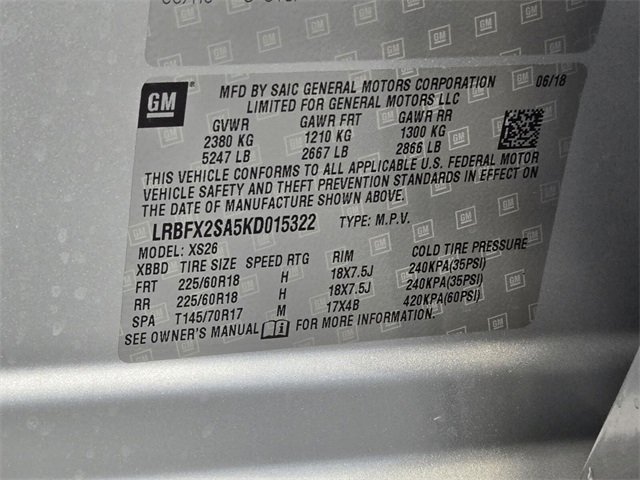 GM
MFD BY SAIC GENERAL MOTORS CORPORATION 06/18
LIMITED FOR GENERAL MOTORS LLC
GVWR GAWR FRT GAWR RR
2380 KG 1210 KG 1300 KG
5247 LB 2667 LB 2866 LB
THIS VEHICLE CONFORMS TO ALL APPLICABLE U.S. FEDERAL MOTOR
VEHICLE SAFETY AND THEFT PREVENTION STANDARDS IN EFFECT ON
THE DATE OF MANUFACTURE SHOWN ABOVE.
LRBFX2SA5KD015322 TYPE: M.P.V.
MODEL: XS26
XBBD TIRE SIZE SPEED RTG RIM COLD TIRE PRESSURE
FRT 225/60R18 H 18X7.5J 240KPA(35PSI)
RR 225/60R18 H 18X7.5J 240KPA(35PSI)
SPA T145/70R17 M 17X4B 420KPA(60PSI)
SEE OWNER'S MANUAL FOR MORE INFORMATION.